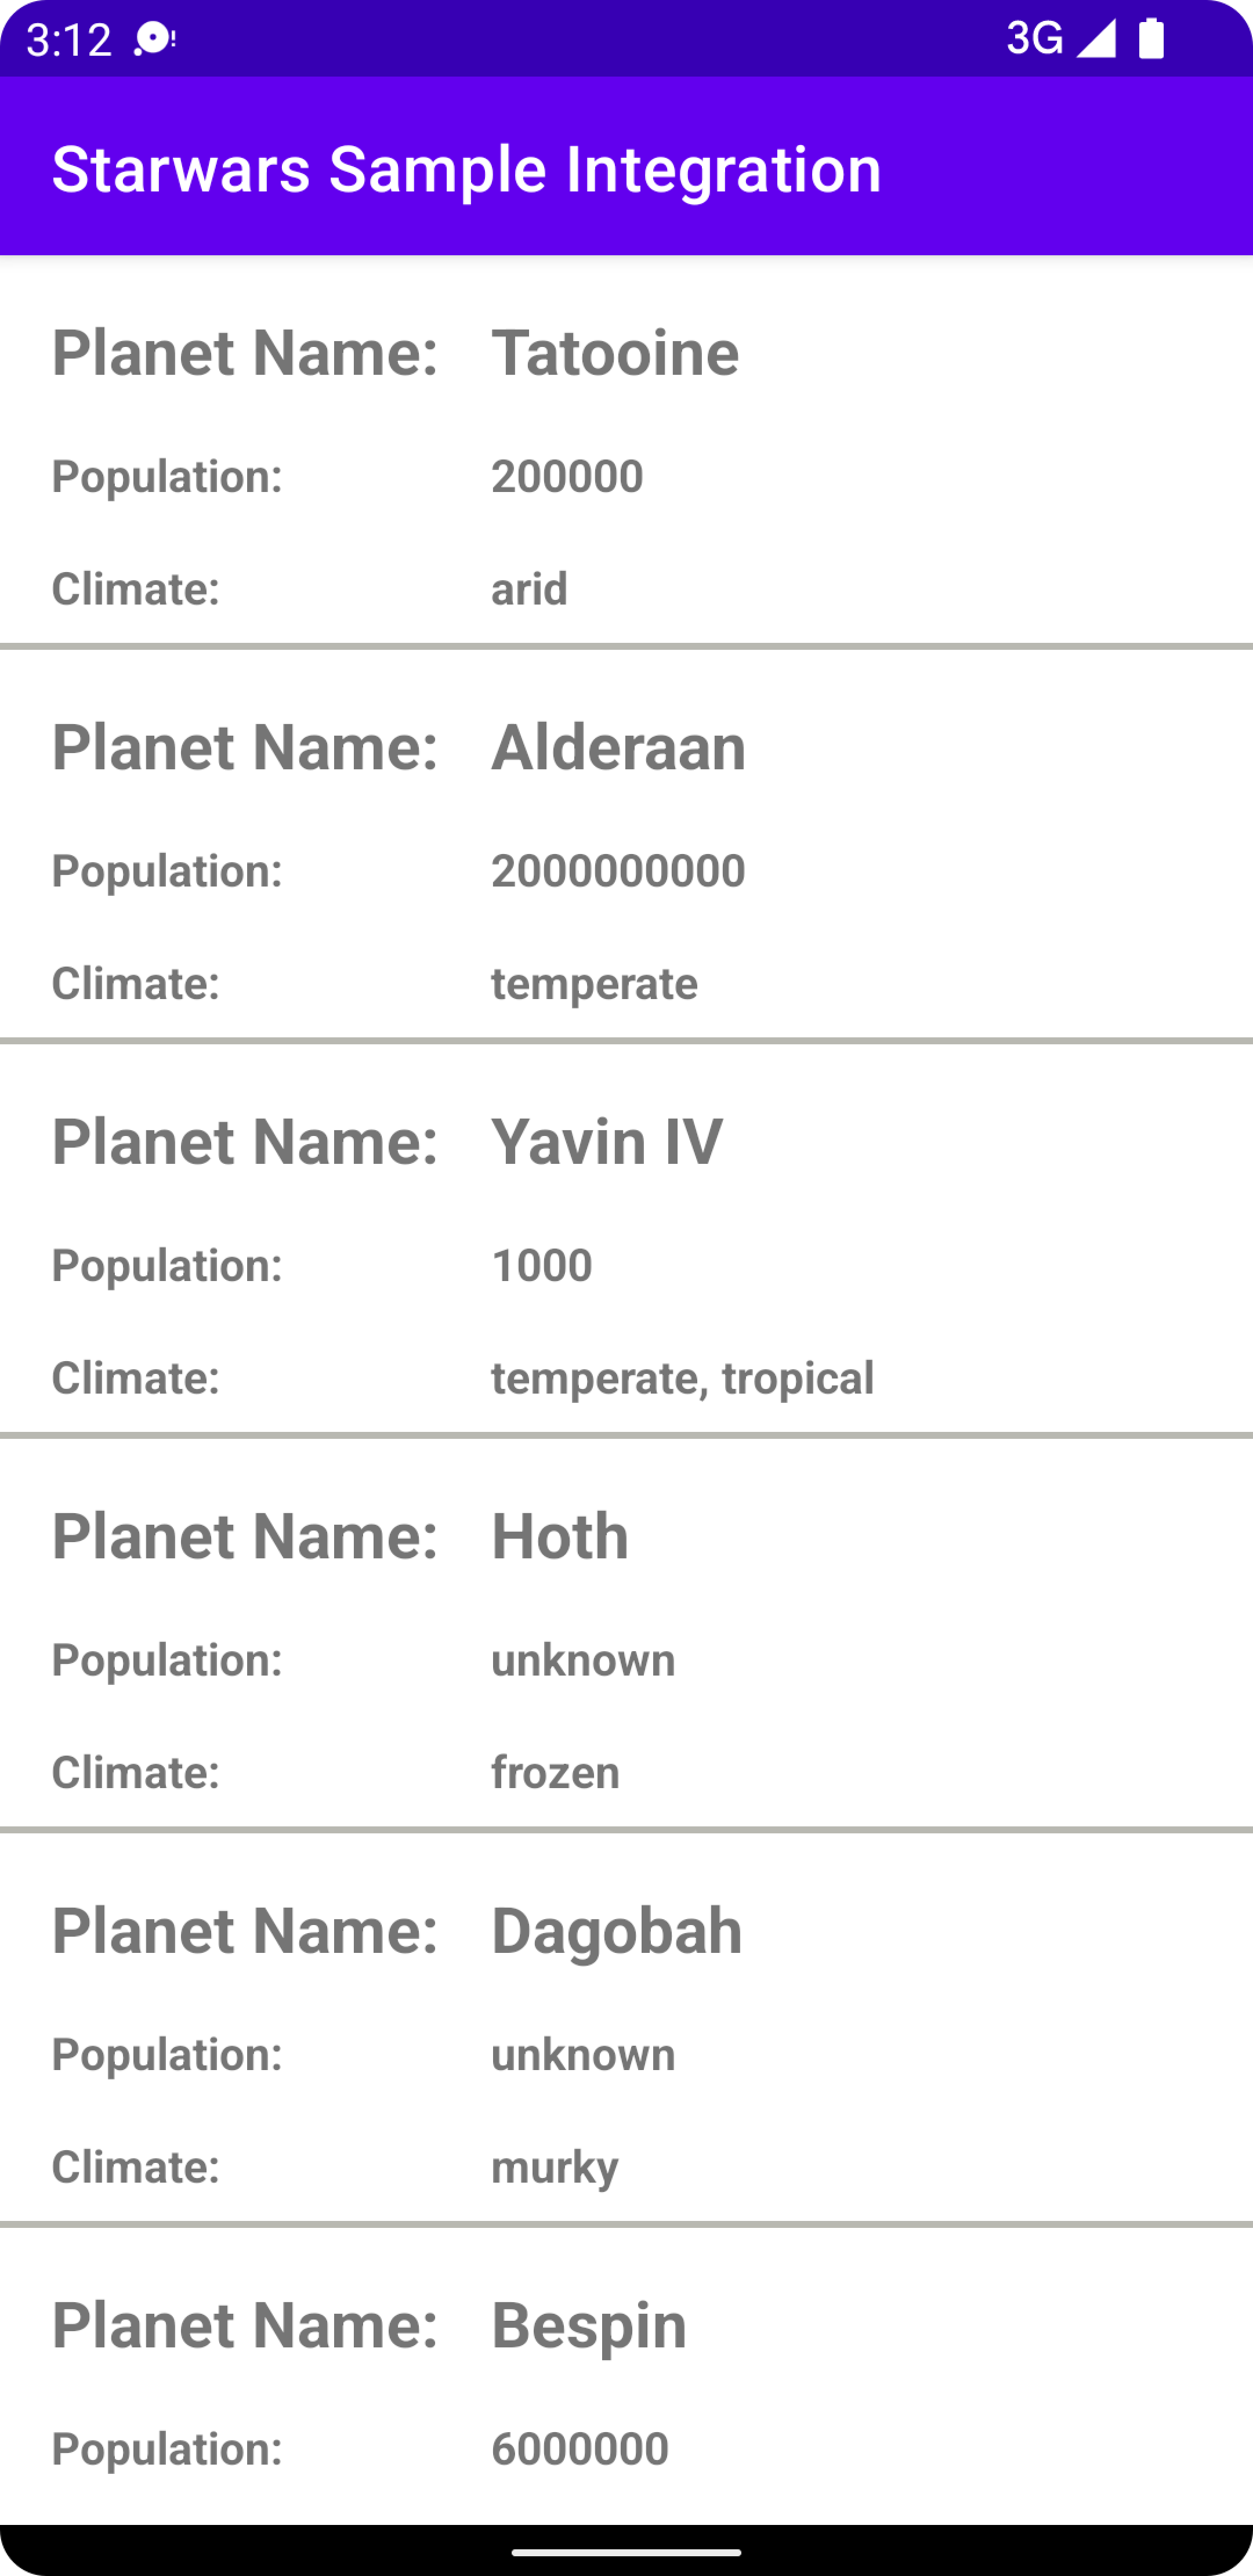 3:12 3G
Starwars Sample Integration
Planet Name: Tatooine
Population: 200000
Climate: arid
Planet Name: Alderaan
Population: 2000000000
Climate: temperate
Planet Name: Yavin IV
Population: 1000
Climate: temperate, tropical
Planet Name: Hoth
Population: unknown
Climate: frozen
Planet Name: Dagobah
Population: unknown
Climate: murky
Planet Name: Bespin
Population: 6000000